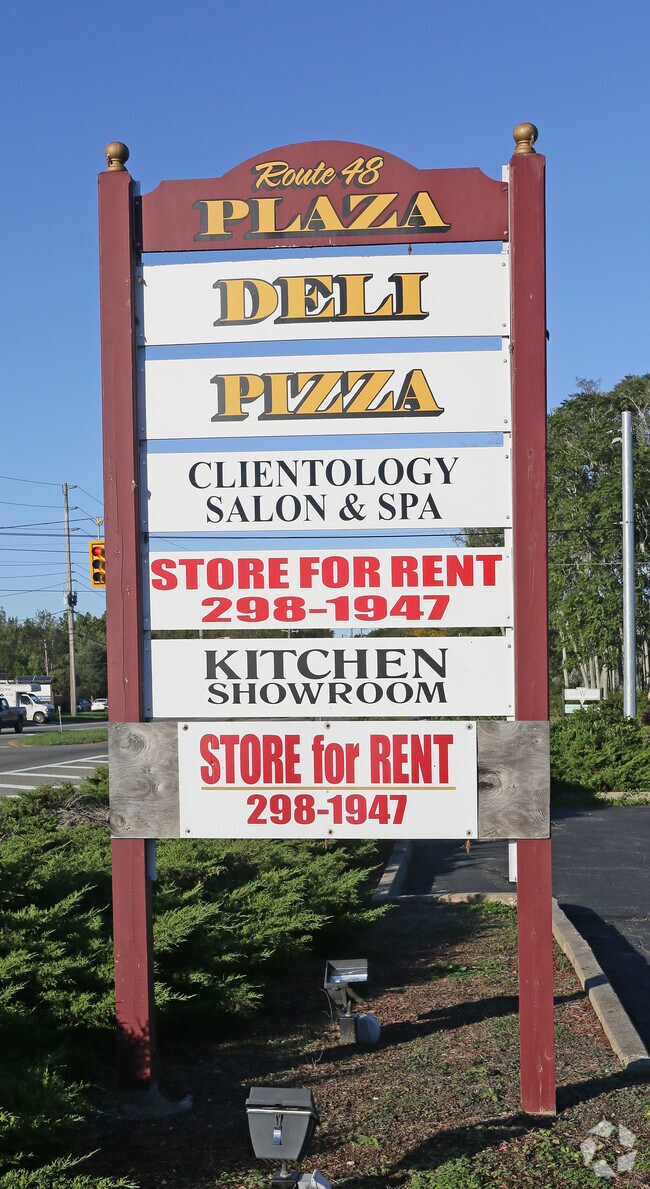 Route 48
PLAZA
DELI
PIZZA
CLIENTOLOGY
SALON & SPA
STORE FOR RENT
298-1947
KITCHEN
SHOWROOM
STORE for RENT
298-1947